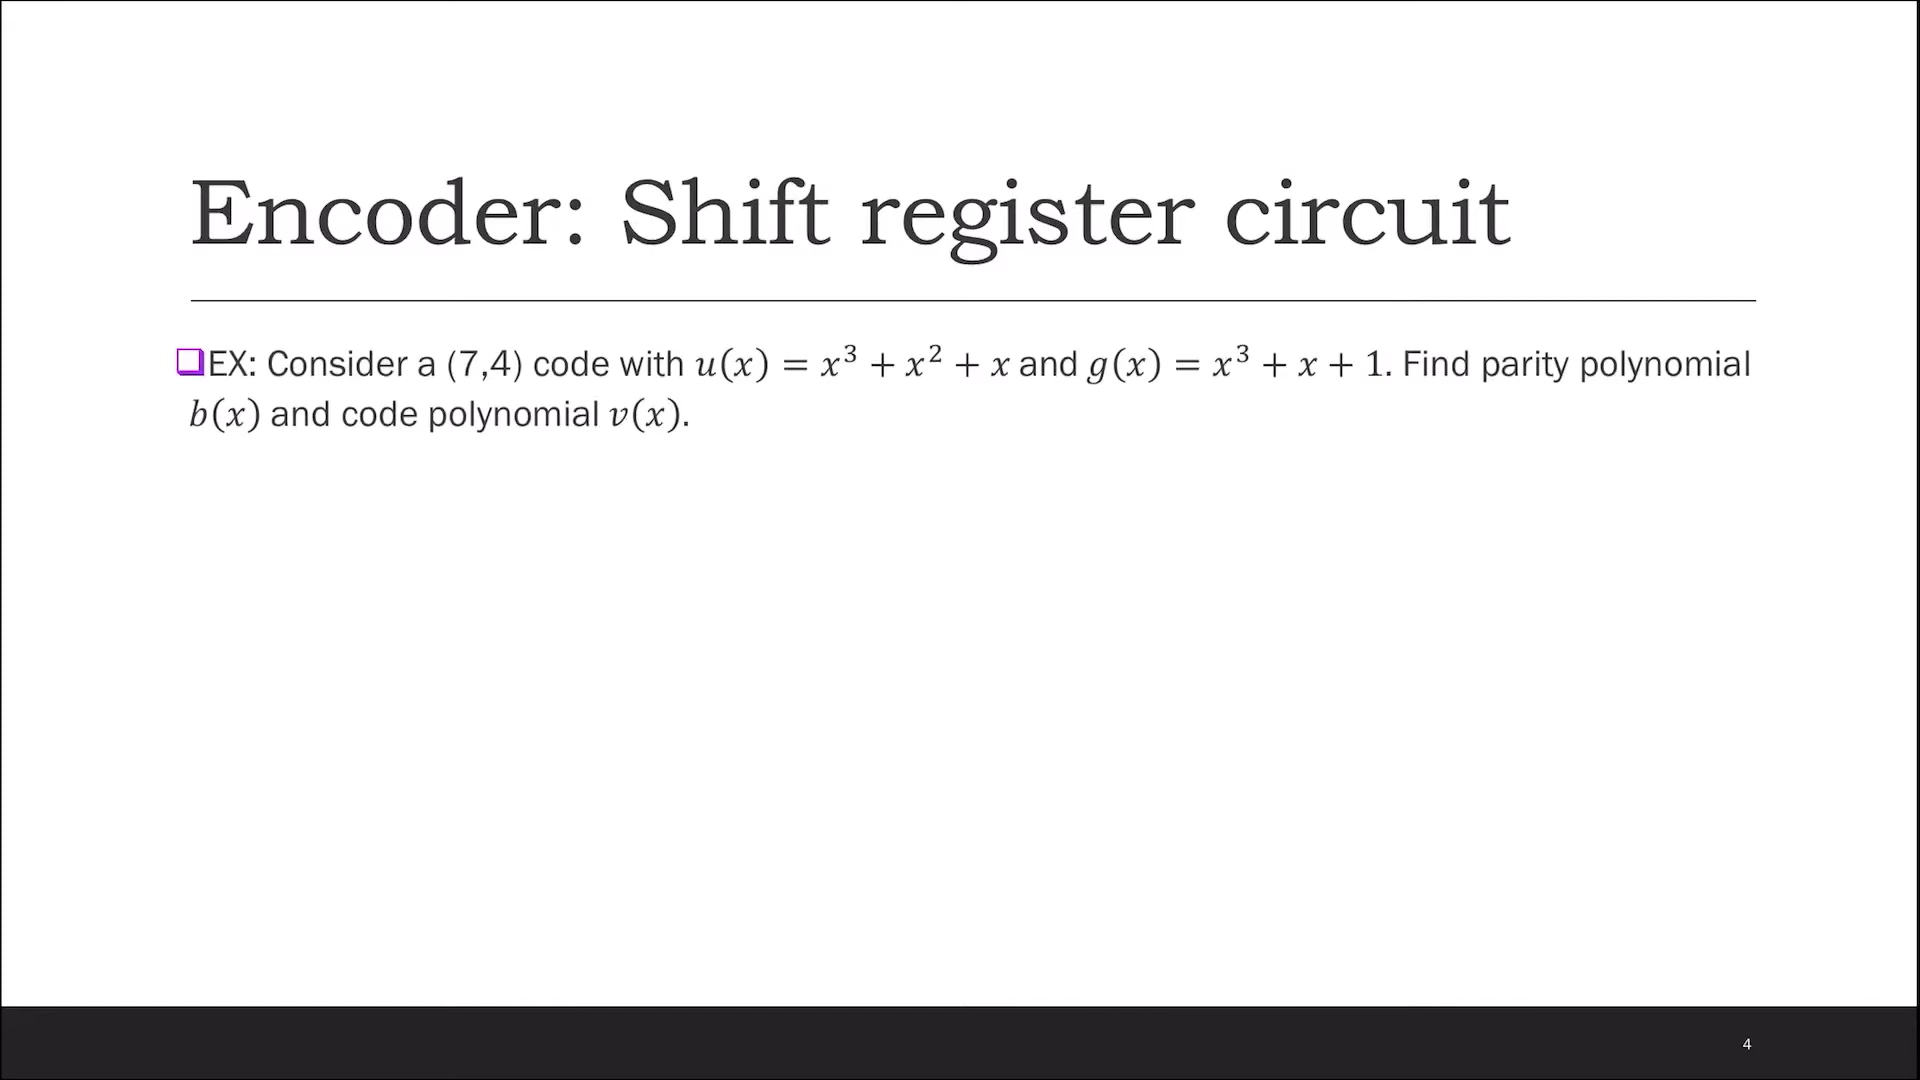 Encoder: Shift register circuit
❑EX: Consider a (7,4) code with 𝑢(𝑥) = 𝑥³ + 𝑥² + 𝑥 and 𝑔(𝑥) = 𝑥³ + 𝑥 + 1. Find parity polynomial
𝑏(𝑥) and code polynomial 𝑣(𝑥).
4